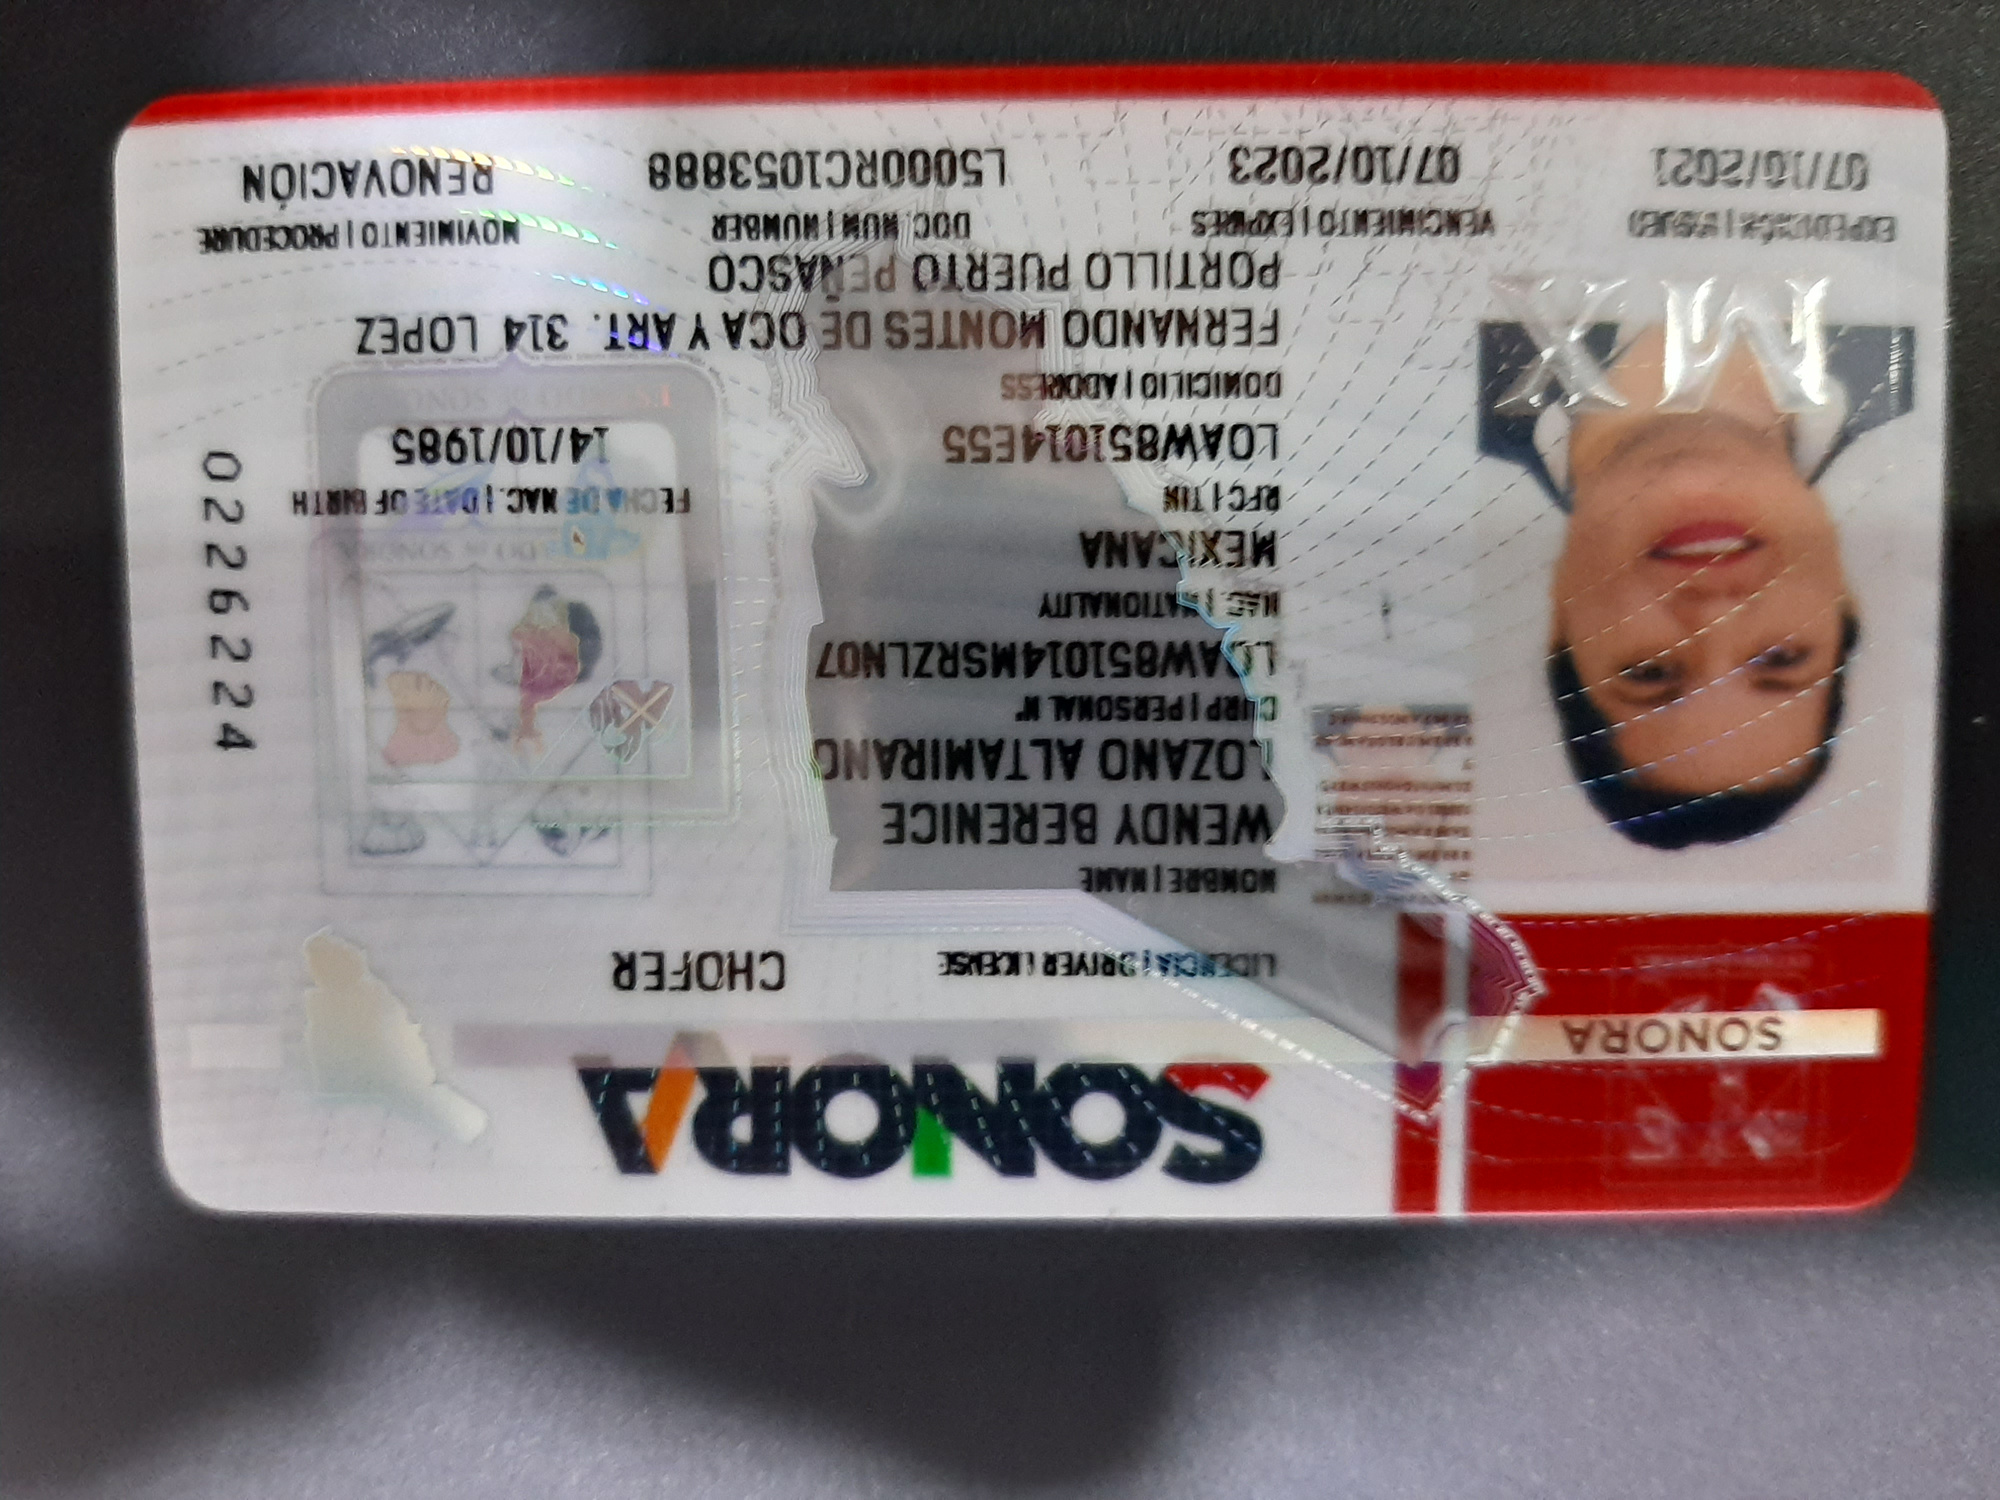 SONORA
SONORA
LICENCIA | DRIVER LICENSE CHOFER
NOMBRE | NAME
WENDY BERENICE
LOZANO ALTAMIRANO
CURP | PERSONAL Nº
LOAW851014MSRZLN07
NAC. | NATIONALITY
MEXICANA
RFC | TIN
LOAW851014E55
FECHA DE NAC. | DATE OF BIRTH
14/10/1985
DOMICILIO | ADDRESS
FERNANDO MONTES DE OCA Y ART. 314 LOPEZ
PORTILLO PUERTO PEÑASCO
MX
EXPEDICIÓN | ISSUED VENCIMIENTO | EXPIRES DOC. NUM | NUMBER MOVIMIENTO | PROCEDURE
07/10/2021 07/10/2023 L5000RC1053888 RENOVACIÓN
0226224